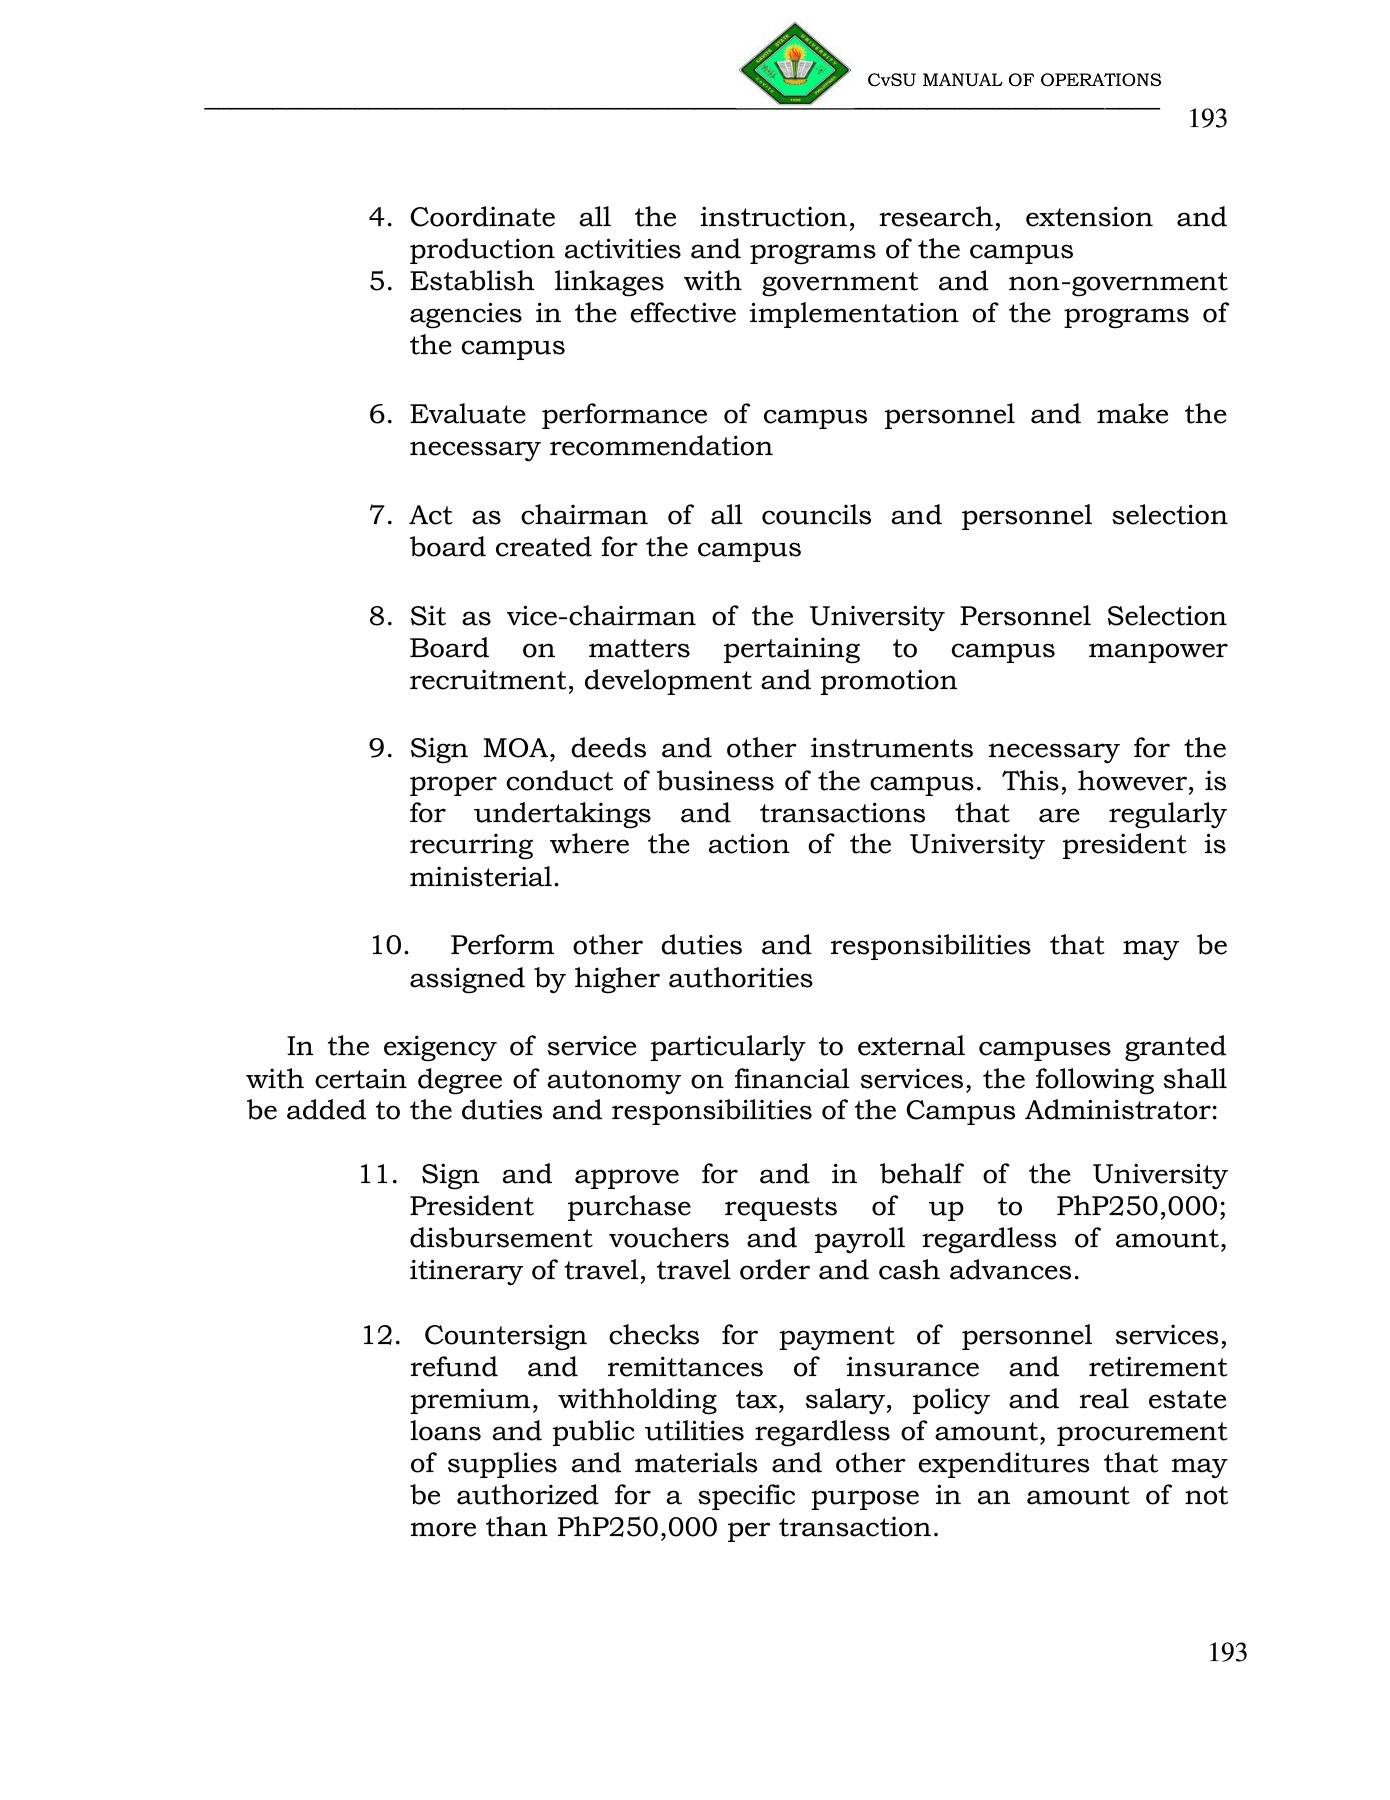 CvSU MANUAL OF OPERATIONS
193
4. Coordinate all the instruction, research, extension and
production activities and programs of the campus
5. Establish linkages with government and non-government
agencies in the effective implementation of the programs of
the campus
6. Evaluate performance of campus personnel and make the
necessary recommendation
7. Act as chairman of all councils and personnel selection
board created for the campus
8. Sit as vice-chairman of the University Personnel Selection
Board on matters pertaining to campus manpower
recruitment, development and promotion
9. Sign MOA, deeds and other instruments necessary for the
proper conduct of business of the campus. This, however, is
for undertakings and transactions that are regularly
recurring where the action of the University president is
ministerial.
10. Perform other duties and responsibilities that may be
assigned by higher authorities
In the exigency of service particularly to external campuses granted
with certain degree of autonomy on financial services, the following shall
be added to the duties and responsibilities of the Campus Administrator:
11. Sign and approve for and in behalf of the University
President purchase requests of up to PhP250,000;
disbursement vouchers and payroll regardless of amount,
itinerary of travel, travel order and cash advances.
12. Countersign checks for payment of personnel services,
refund and remittances of insurance and retirement
premium, withholding tax, salary, policy and real estate
loans and public utilities regardless of amount, procurement
of supplies and materials and other expenditures that may
be authorized for a specific purpose in an amount of not
more than PhP250,000 per transaction.
193